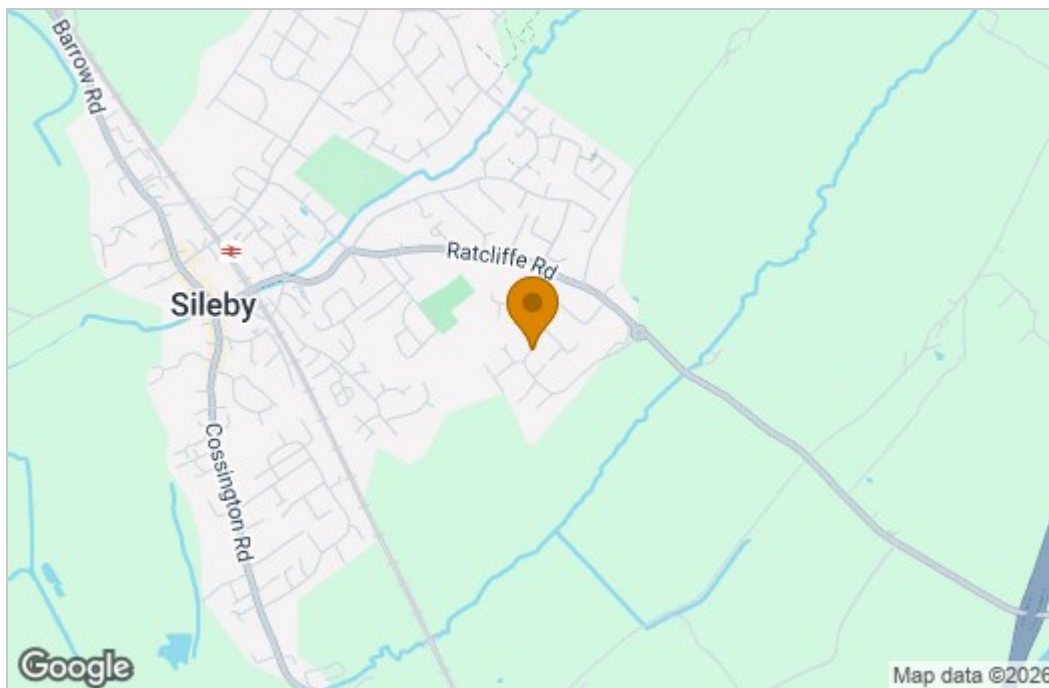 Barrow Rd
Ratcliffe Rd
Sileby
Cossington Rd
Google
Map data ©2026